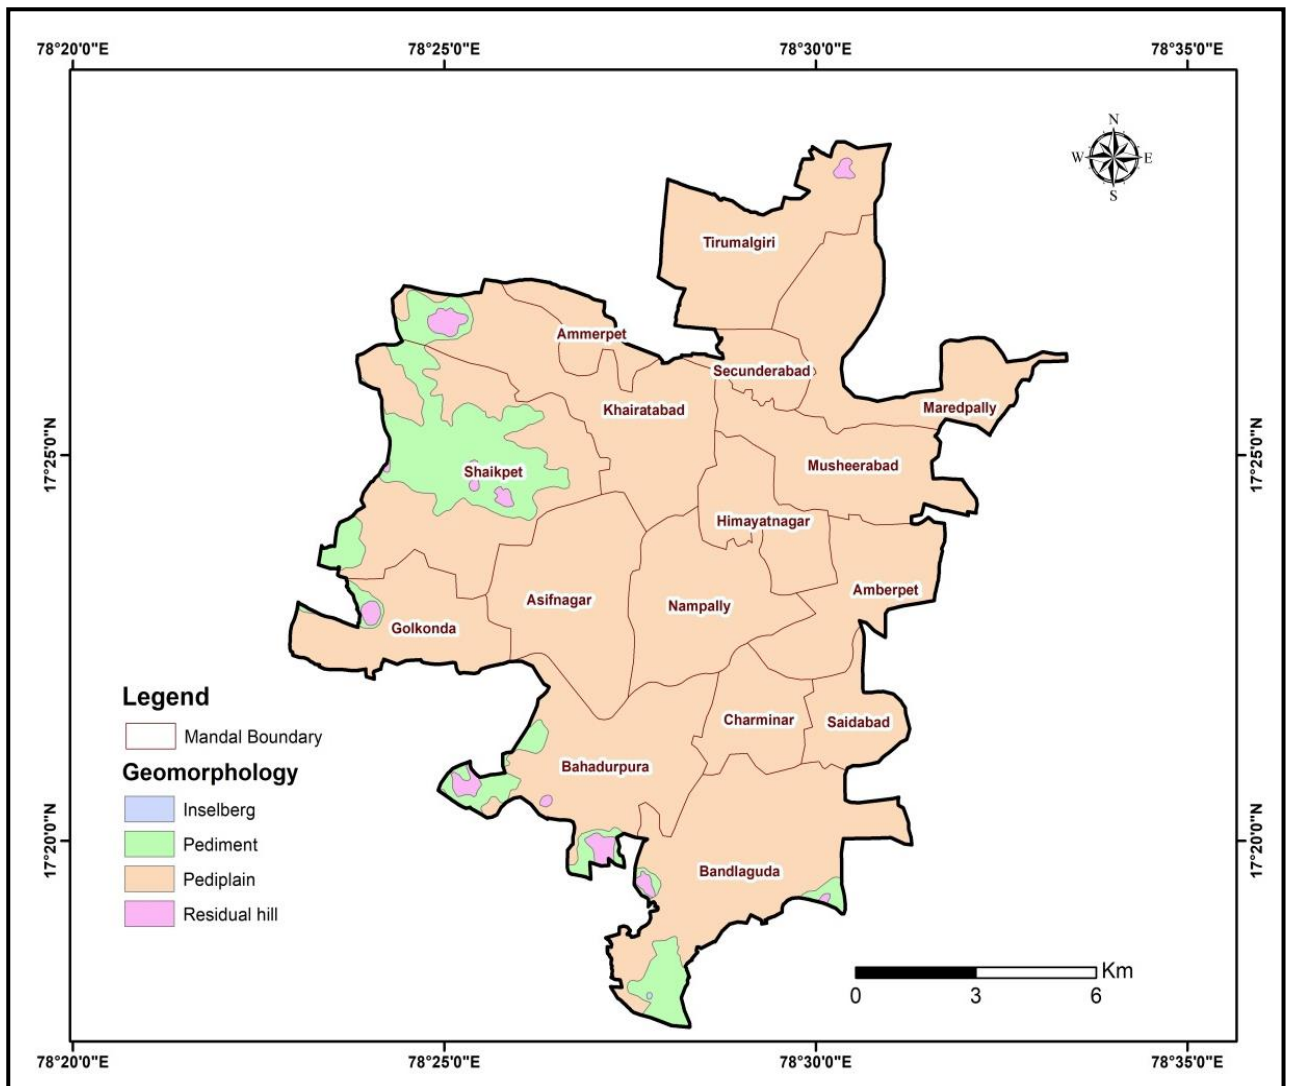 78°20'0"E 78°25'0"E 78°30'0"E 78°35'0"E
N
W E
S
Tirumalgiri
Ammerpet
Secunderabad
Khairatabad
Maredpally
17°25'0"N 17°25'0"N
Shaikpet
Musheerabad
Himayatnagar
Amberpet
Asifnagar
Nampally
Golkonda
Charminar
Saidabad
Bahadurpura
17°20'0"N 17°20'0"N
Bandlaguda
Legend
Mandal Boundary
Geomorphology
Inselberg
Pediment
Pediplain
Residual hill
Km
0 3 6
78°20'0"E 78°25'0"E 78°30'0"E 78°35'0"E